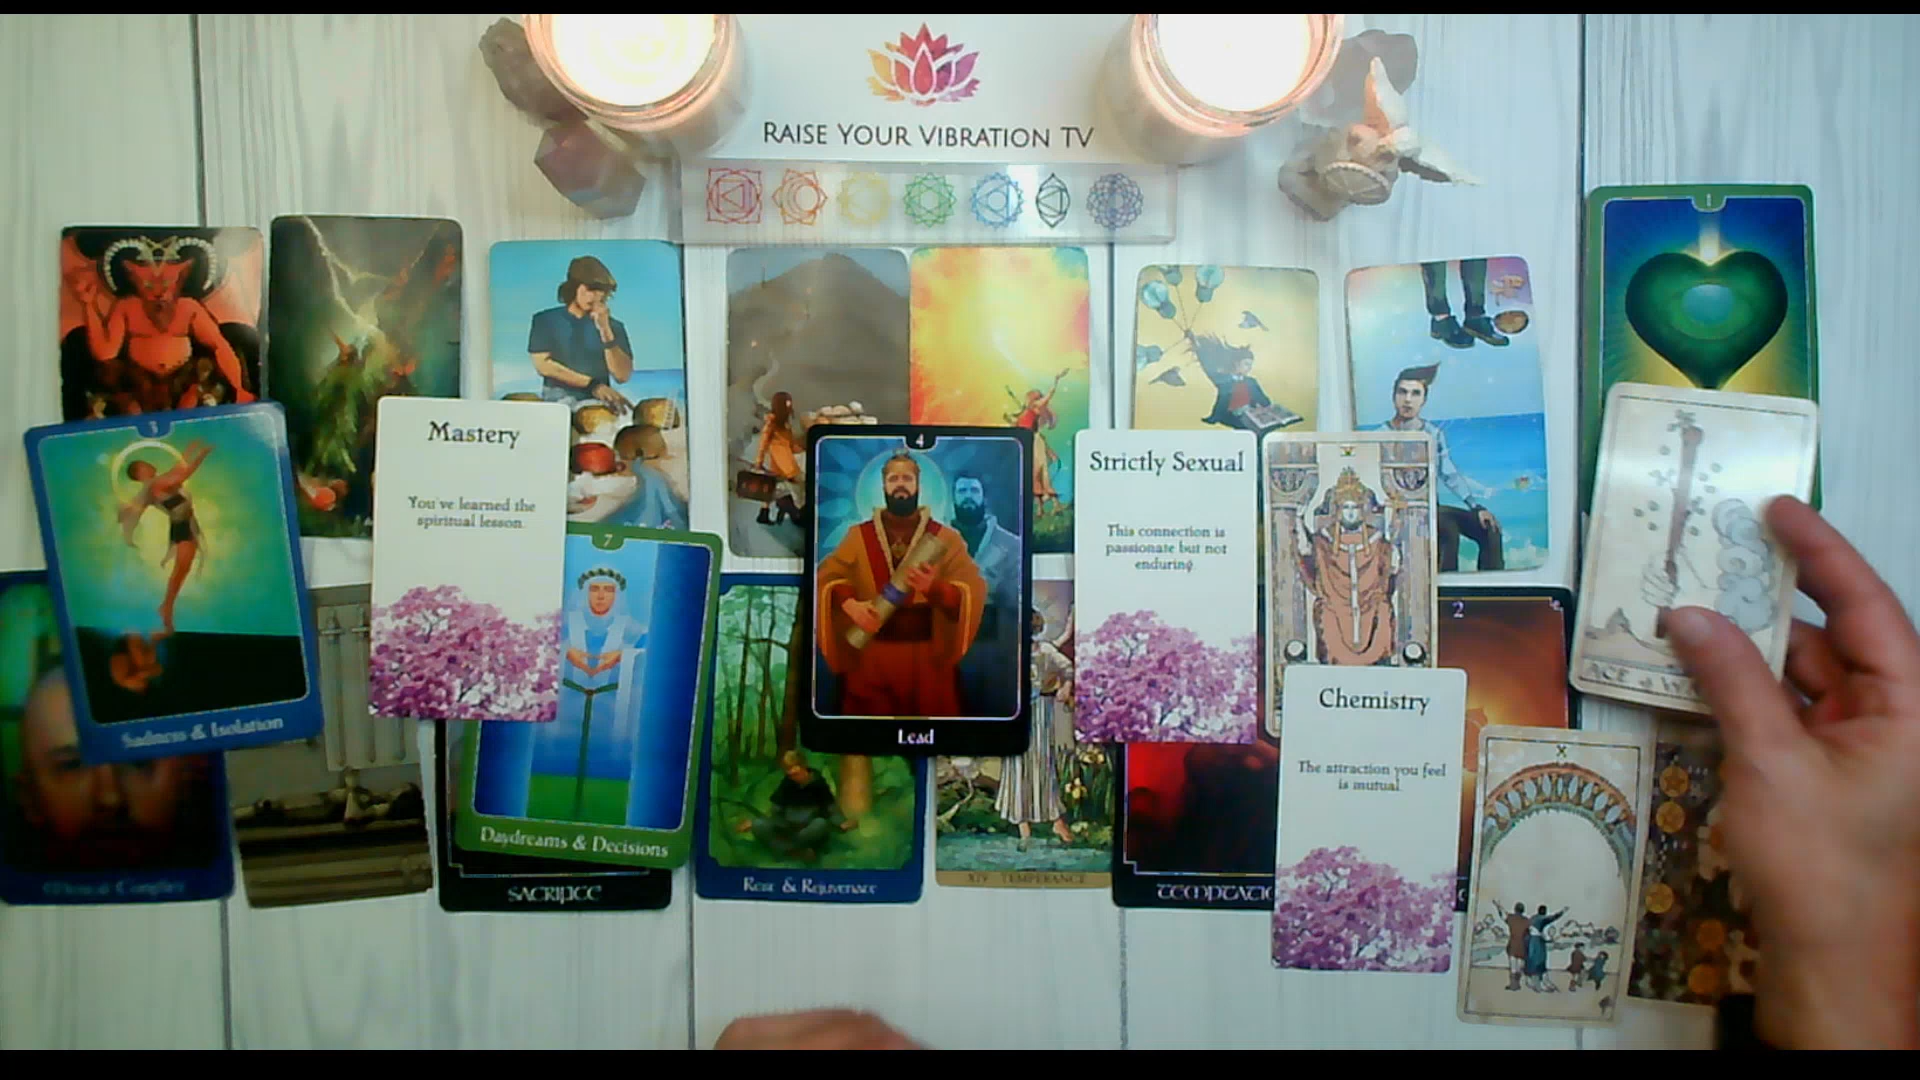 RAISE YOUR VIBRATION TV
1
3
Mastery
You've learned the
spiritual lesson.
4
Strictly Sexual
This connection is
passionate but not
enduring.
7
2
Lead
Sadness & Isolation
Chemistry
The attraction you feel
is mutual.
X
ACE
Daydreams & Decisions
SACRIFICE
Rest & Rejuvenate
XIV TEMPERANCE